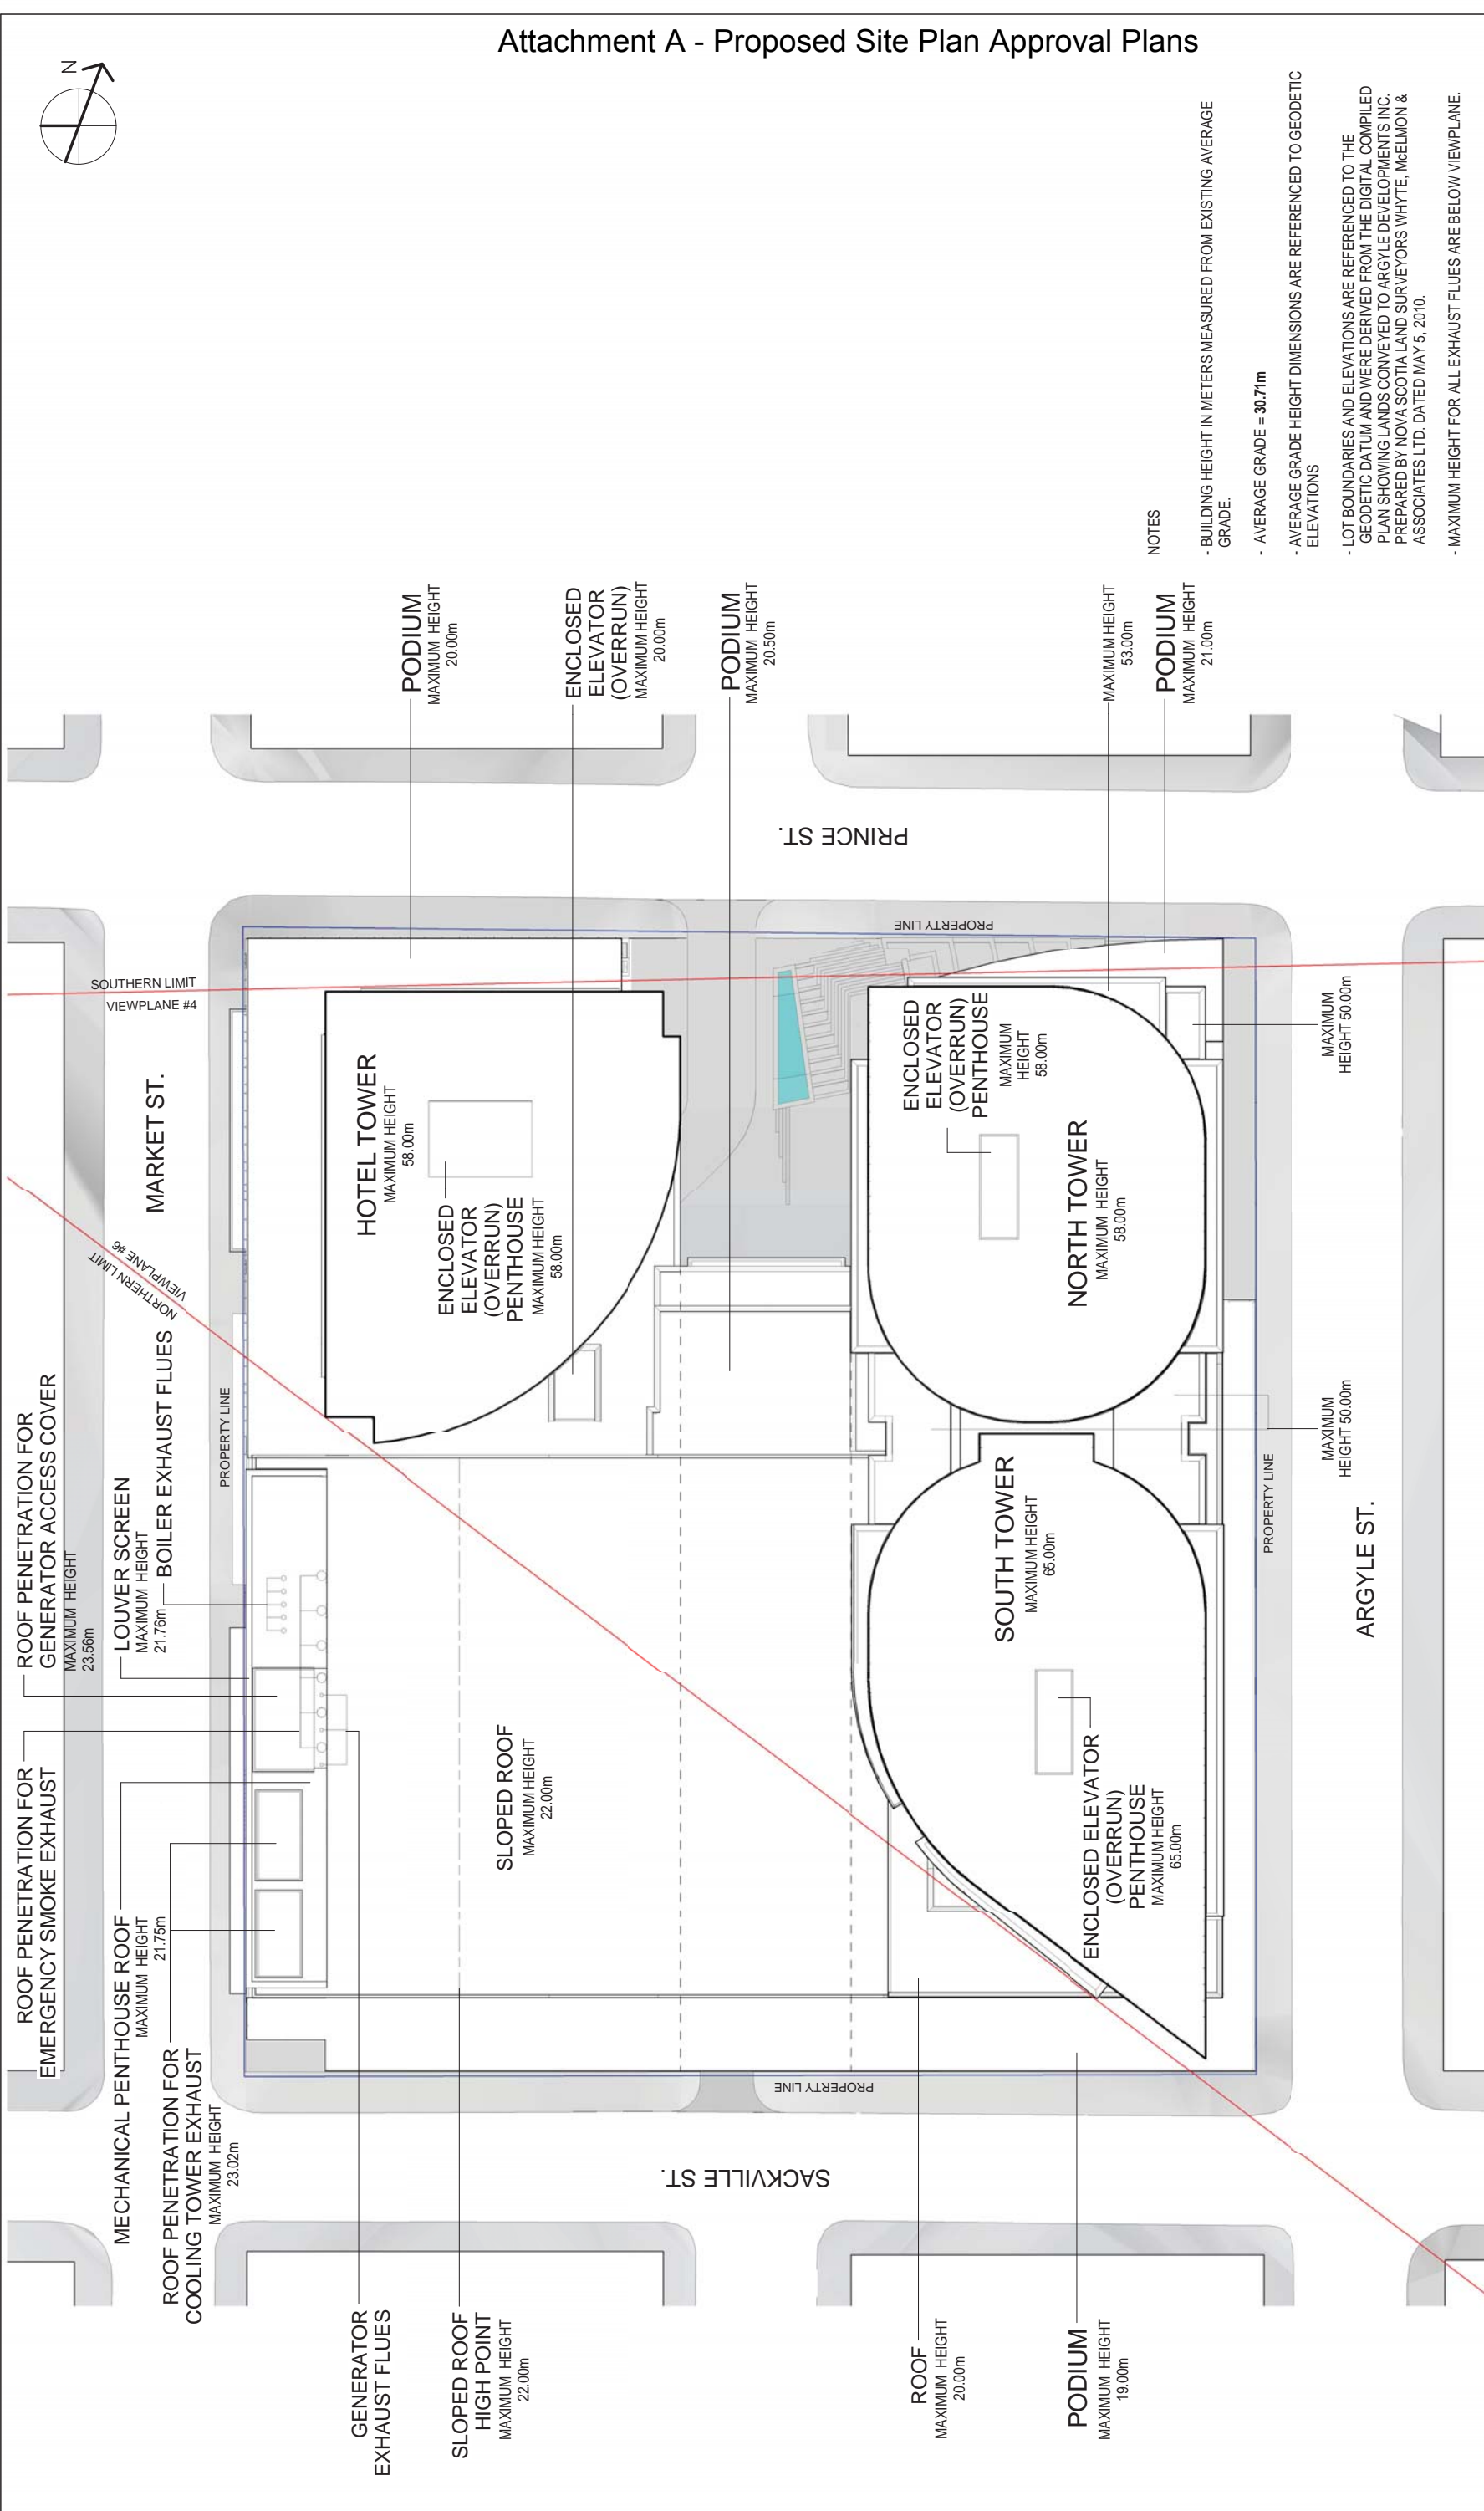 Attachment A - Proposed Site Plan Approval Plans
N
ROOF PENETRATION FOR
EMERGENCY SMOKE EXHAUST
ROOF PENETRATION FOR
GENERATOR ACCESS COVER
MAXIMUM HEIGHT
23.56m
MECHANICAL PENTHOUSE ROOF
MAXIMUM HEIGHT
21.75m
LOUVER SCREEN
MAXIMUM HEIGHT
21.76m
BOILER EXHAUST FLUES
ROOF PENETRATION FOR
COOLING TOWER EXHAUST
MAXIMUM HEIGHT
23.02m
MARKET ST.
SOUTHERN LIMIT
VIEWPLANE #4
NORTHERN LIMIT
VIEWPLANE #6
PROPERTY LINE
GENERATOR
EXHAUST FLUES
SLOPED ROOF
HIGH POINT
MAXIMUM HEIGHT
22.00m
SLOPED ROOF
MAXIMUM HEIGHT
22.00m
HOTEL TOWER
MAXIMUM HEIGHT
58.00m
ENCLOSED
ELEVATOR
(OVERRUN)
PENTHOUSE
MAXIMUM HEIGHT
58.00m
PODIUM
MAXIMUM HEIGHT
20.00m
ENCLOSED
ELEVATOR
(OVERRUN)
MAXIMUM HEIGHT
20.00m
PODIUM
MAXIMUM HEIGHT
20.50m
SACKVILLE ST.
PROPERTY LINE
PRINCE ST.
PROPERTY LINE
ROOF
MAXIMUM HEIGHT
20.00m
PODIUM
MAXIMUM HEIGHT
19.00m
SOUTH TOWER
MAXIMUM HEIGHT
65.00m
ENCLOSED ELEVATOR
(OVERRUN)
PENTHOUSE
MAXIMUM HEIGHT
65.00m
ENCLOSED
ELEVATOR
(OVERRUN)
PENTHOUSE
MAXIMUM
HEIGHT
58.00m
NORTH TOWER
MAXIMUM HEIGHT
58.00m
MAXIMUM HEIGHT
53.00m
PODIUM
MAXIMUM HEIGHT
21.00m
PROPERTY LINE
MAXIMUM
HEIGHT 50.00m
MAXIMUM
HEIGHT 50.00m
ARGYLE ST.
NOTES
- BUILDING HEIGHT IN METERS MEASURED FROM EXISTING AVERAGE
GRADE.
- AVERAGE GRADE = 30.71m
- AVERAGE GRADE HEIGHT DIMENSIONS ARE REFERENCED TO GEODETIC
ELEVATIONS
- LOT BOUNDARIES AND ELEVATIONS ARE REFERENCED TO THE
GEODETIC DATUM AND WERE DERIVED FROM THE DIGITAL COMPILED
PLAN SHOWING LANDS CONVEYED TO ARGYLE DEVELOPMENTS INC.
PREPARED BY NOVA SCOTIA LAND SURVEYORS WHYTE, McELMON &
ASSOCIATES LTD. DATED MAY 5, 2010.
- MAXIMUM HEIGHT FOR ALL EXHAUST FLUES ARE BELOW VIEWPLANE.